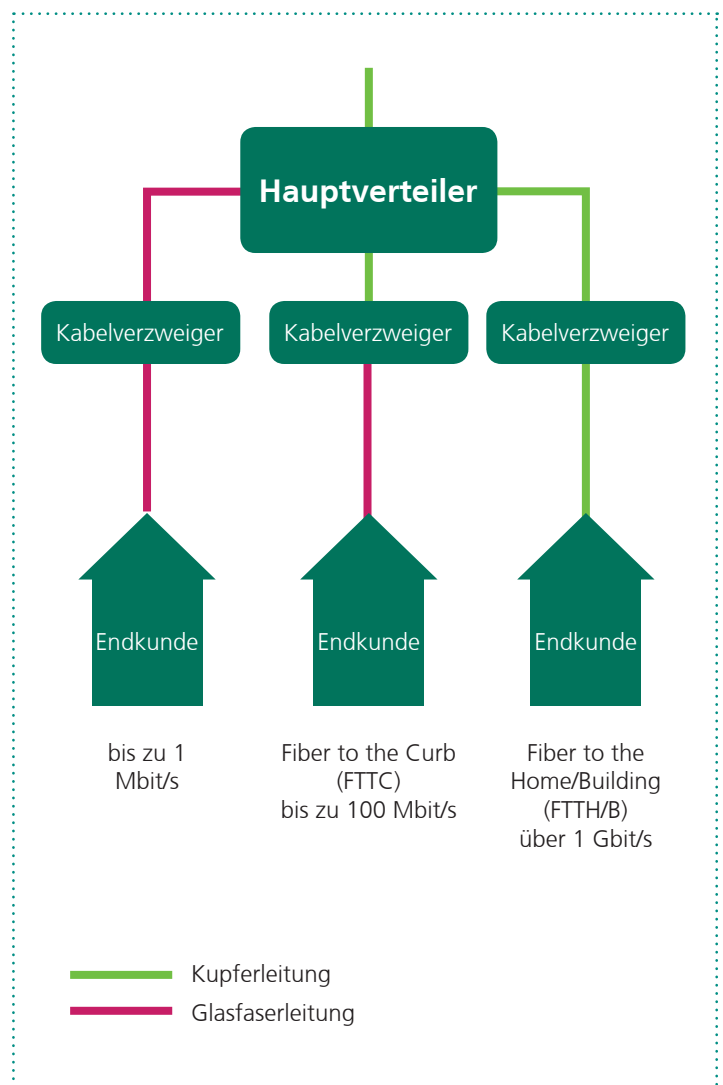 Hauptverteiler
Kabelverzweiger
Kabelverzweiger
Kabelverzweiger
Endkunde
Endkunde
Endkunde
bis zu 1
Mbit/s
Fiber to the Curb
(FTTC)
bis zu 100 Mbit/s
Fiber to the
Home/Building
(FTTH/B)
über 1 Gbit/s
Kupferleitung
Glasfaserleitung